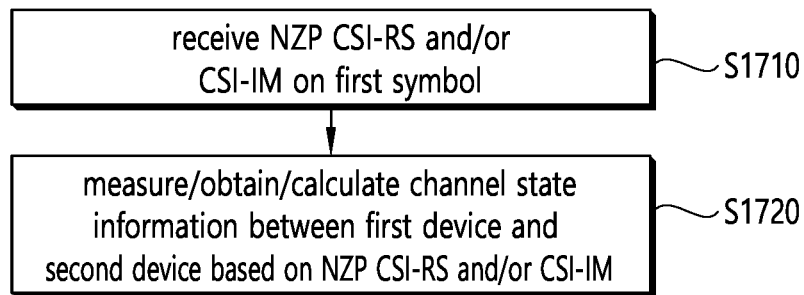 receive NZP CSI-RS and/or
CSI-IM on first symbol
S1710
measure/obtain/calculate channel state
information between first device and
second device based on NZP CSI-RS and/or CSI-IM
S1720